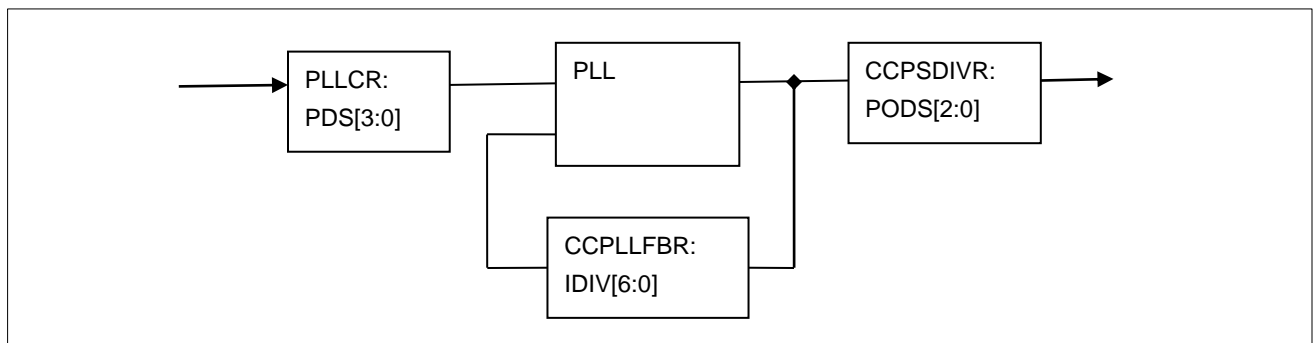 PLLCR:
PDS[3:0]
PLL
CCPSDIVR:
PODS[2:0]
CCPLLFBR:
IDIV[6:0]